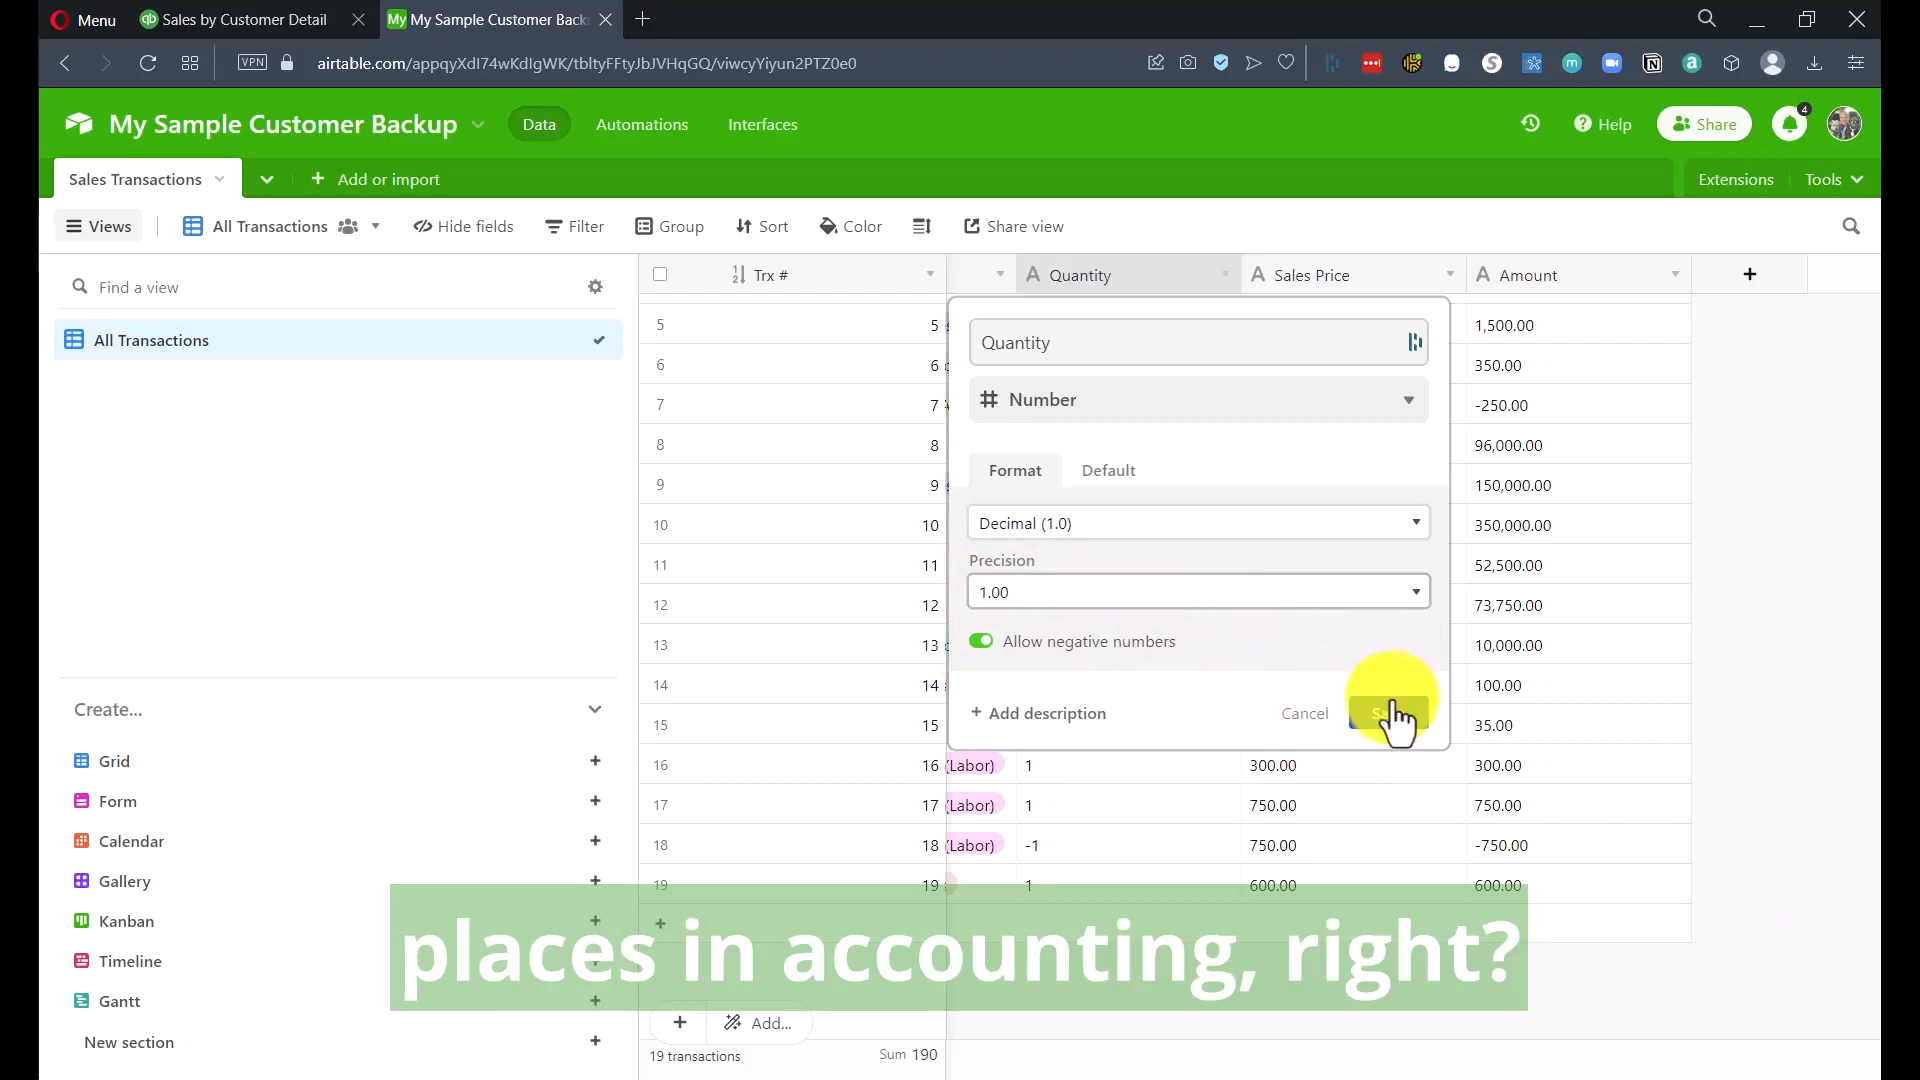 Menu
Sales by Customer Detail
My My Sample Customer Back
VPN
airtable.com/appqyXdI74wKdIgWK/tbltyFFtyJbJVHqGQ/viwcyYiyun2PTZ0e0
My Sample Customer Backup
Data
Automations
Interfaces
Help
Share
4
Sales Transactions
Add or import
Extensions
Tools
Views
All Transactions
Hide fields
Filter
Group
Sort
Color
Share view
Find a view
Trx #
Quantity
Sales Price
Amount
All Transactions
5 5 1,500.00
6 6 350.00
7 7 -250.00
8 8 96,000.00
9 9 150,000.00
10 10 350,000.00
11 11 52,500.00
12 12 73,750.00
13 13 10,000.00
14 14 100.00
15 15 35.00
16 16 (Labor) 1 300.00 300.00
17 17 (Labor) 1 750.00 750.00
18 18 (Labor) -1 750.00 -750.00
19 19 1 600.00 600.00
Quantity
Number
Format
Default
Decimal (1.0)
Precision
1.00
Allow negative numbers
+ Add description
Cancel
Create...
Grid
Form
Calendar
Gallery
Kanban
Timeline
Gantt
New section
places in accounting, right?
Add...
19 transactions
Sum 190